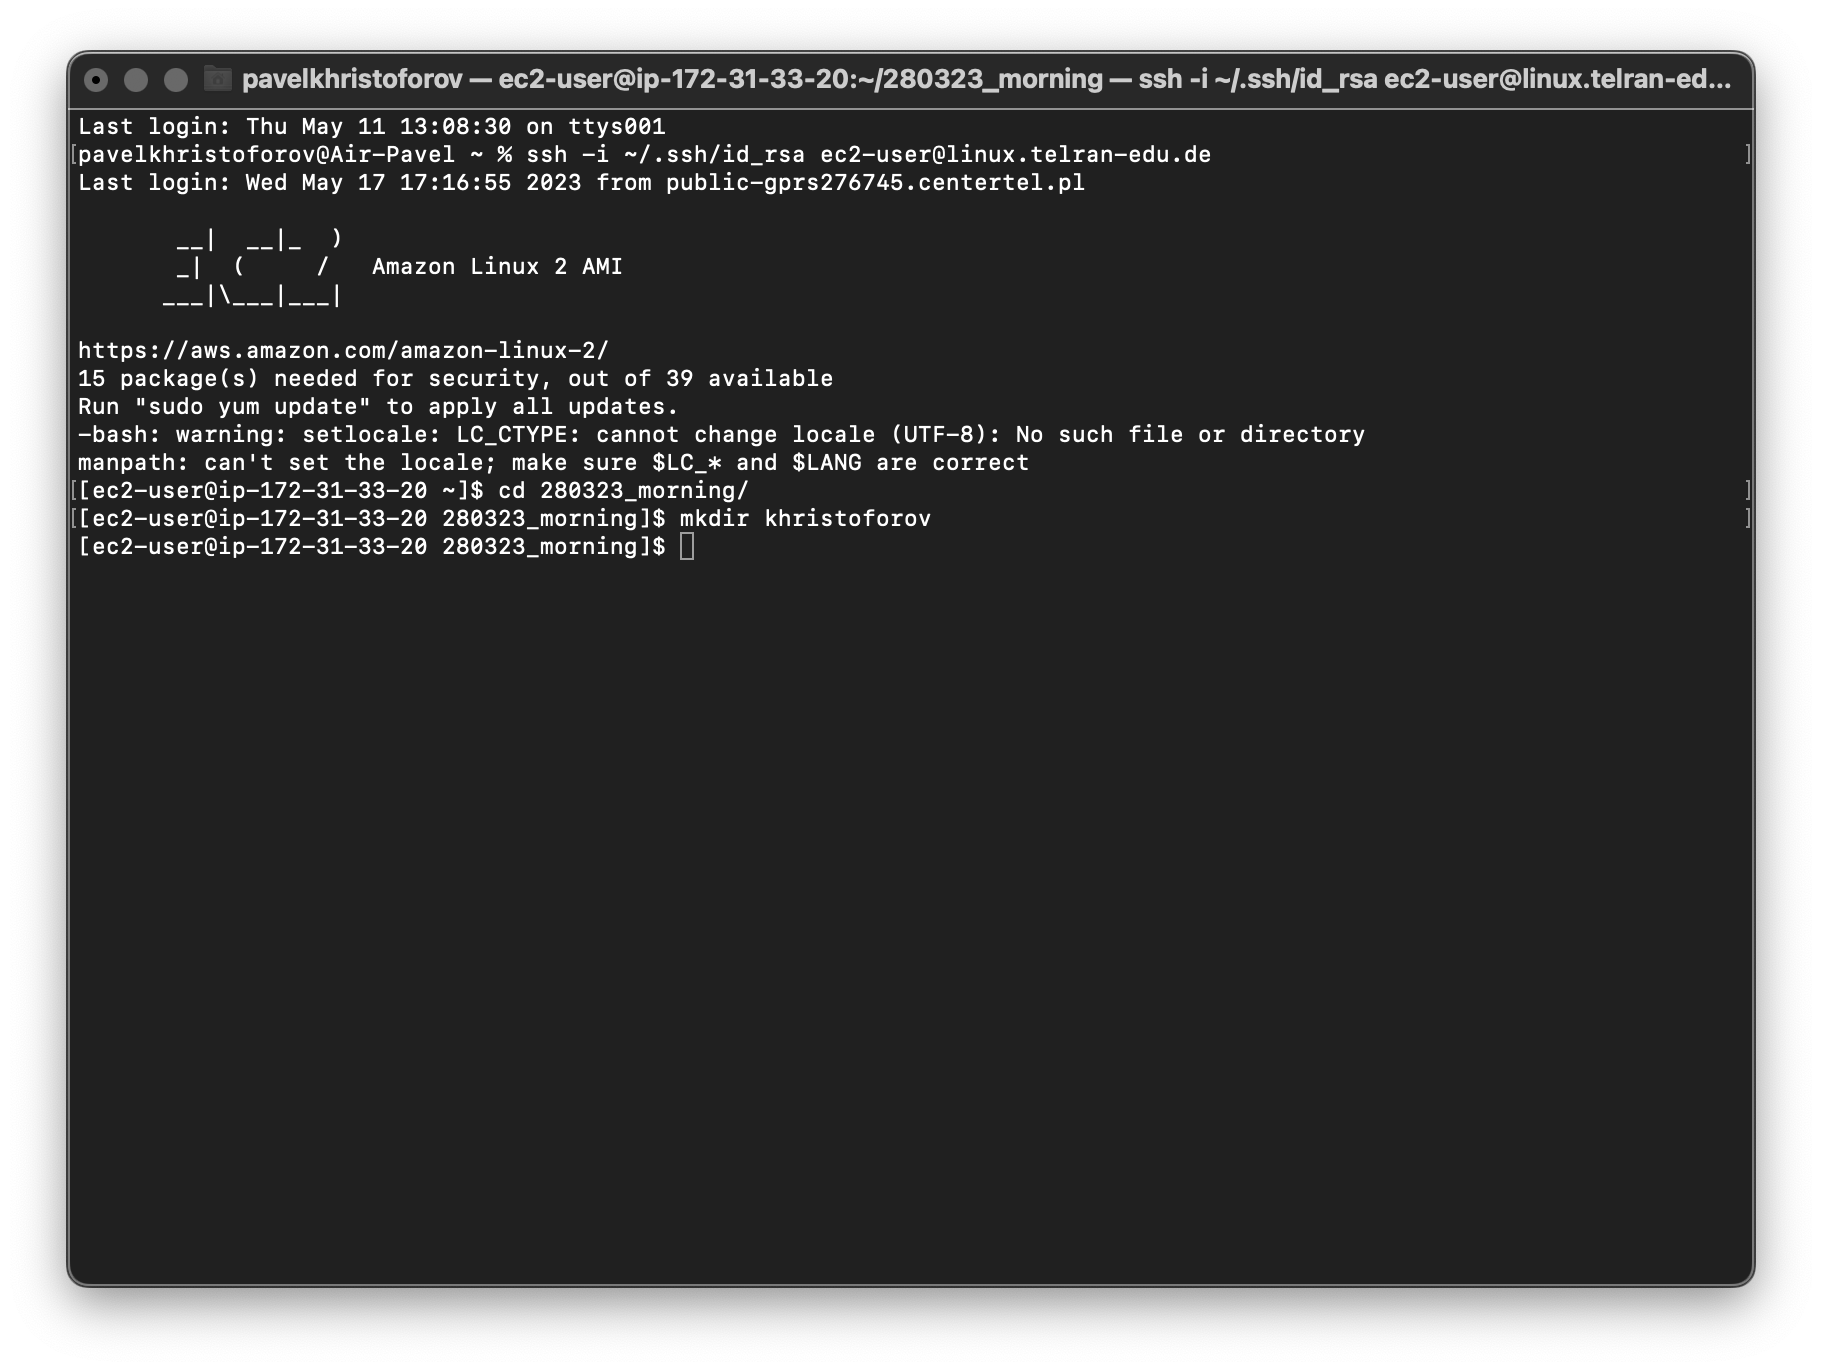 pavelkhristoforov — ec2-user@ip-172-31-33-20:~/280323_morning — ssh -i ~/.ssh/id_rsa ec2-user@linux.telran-ed...
Last login: Thu May 11 13:08:30 on ttys001
[pavelkhristoforov@Air-Pavel ~ % ssh -i ~/.ssh/id_rsa ec2-user@linux.telran-edu.de ]
Last login: Wed May 17 17:16:55 2023 from public-gprs276745.centertel.pl
       __|  __|_  )
       _|  (     /   Amazon Linux 2 AMI
      ___|\___|___|
https://aws.amazon.com/amazon-linux-2/
15 package(s) needed for security, out of 39 available
Run "sudo yum update" to apply all updates.
-bash: warning: setlocale: LC_CTYPE: cannot change locale (UTF-8): No such file or directory
manpath: can't set the locale; make sure $LC_* and $LANG are correct
[[ec2-user@ip-172-31-33-20 ~]$ cd 280323_morning/ ]
[[ec2-user@ip-172-31-33-20 280323_morning]$ mkdir khristoforov ]
[ec2-user@ip-172-31-33-20 280323_morning]$